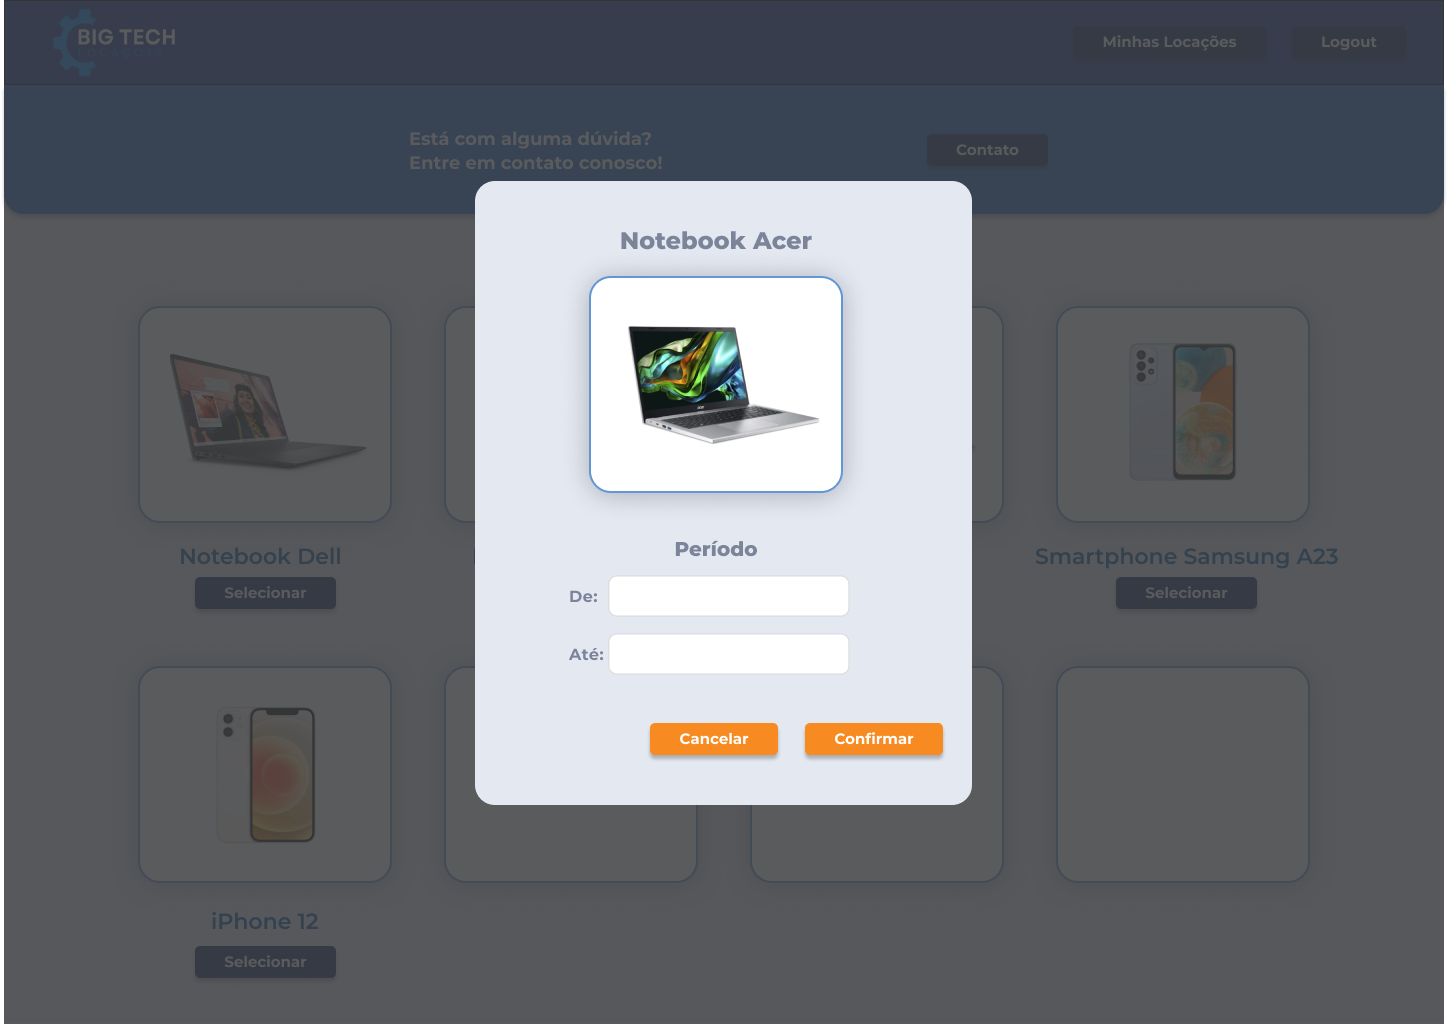 BIG TECH
Minhas Locações
Logout
Está com alguma dúvida?
Entre em contato conosco!
Contato
Notebook Acer
Notebook Dell
Selecionar
Smartphone Samsung A23
Selecionar
Período
De:
Até:
Cancelar
Confirmar
iPhone 12
Selecionar